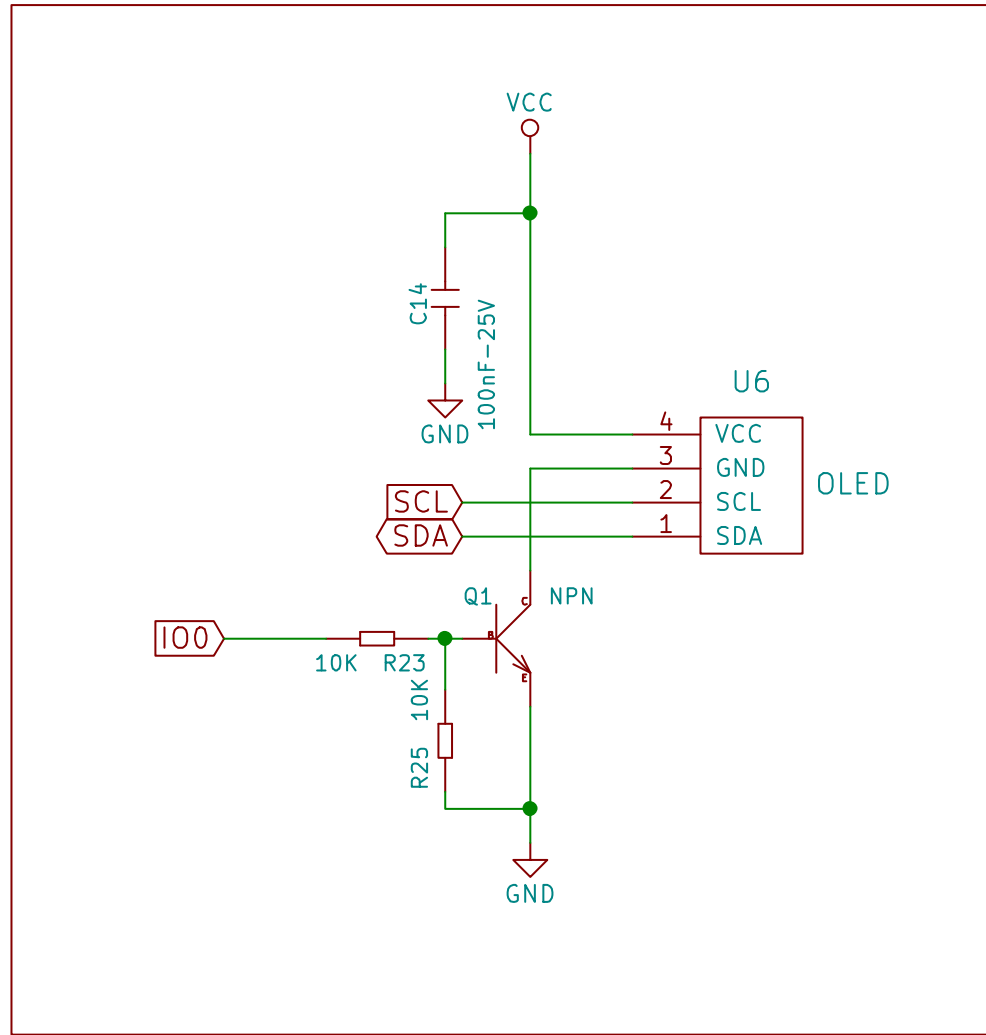 VCC
C14
100nF-25V
GND
U6
4 VCC
3 GND
2 SCL
1 SDA
OLED
SCL
SDA
Q1
NPN
C
B
E
IO0
10K
R23
10K
R25
GND